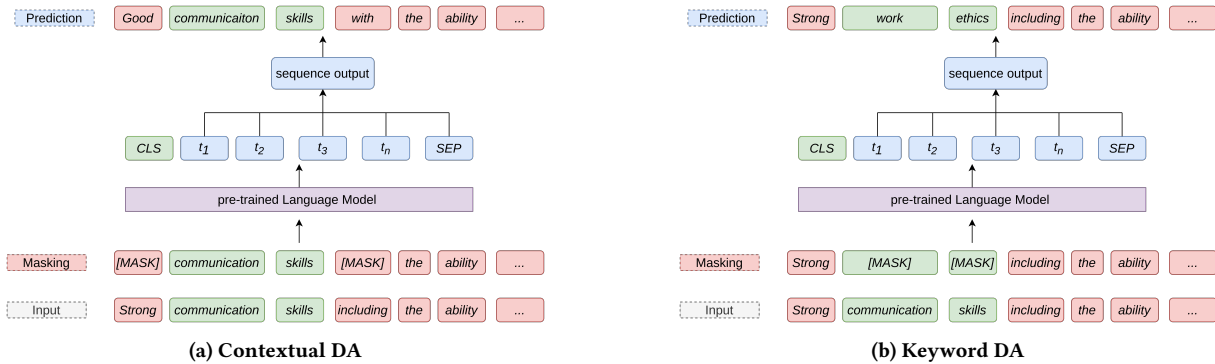 Prediction Good communicaiton skills with the ability ...
sequence output
CLS t1 t2 t3 tn SEP
pre-trained Language Model
Masking [MASK] communication skills [MASK] the ability ...
Input Strong communication skills including the ability ...
(a) Contextual DA
Prediction Strong work ethics including the ability ...
sequence output
CLS t1 t2 t3 tn SEP
pre-trained Language Model
Masking Strong [MASK] [MASK] including the ability ...
Input Strong communication skills including the ability ...
(b) Keyword DA